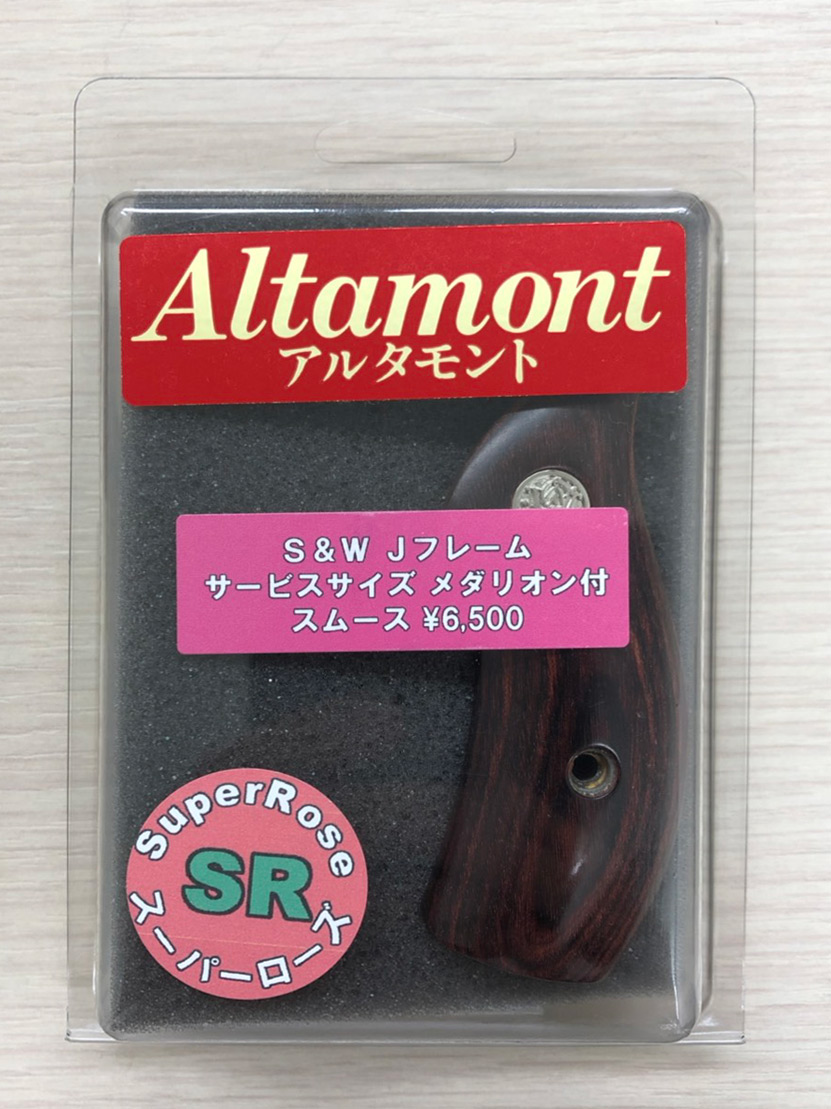 Altamont
アルタモント
S&W Jフレーム
サービスサイズ メダリオン付
スムース ¥6,500
SuperRose
SR
スーパーローズ